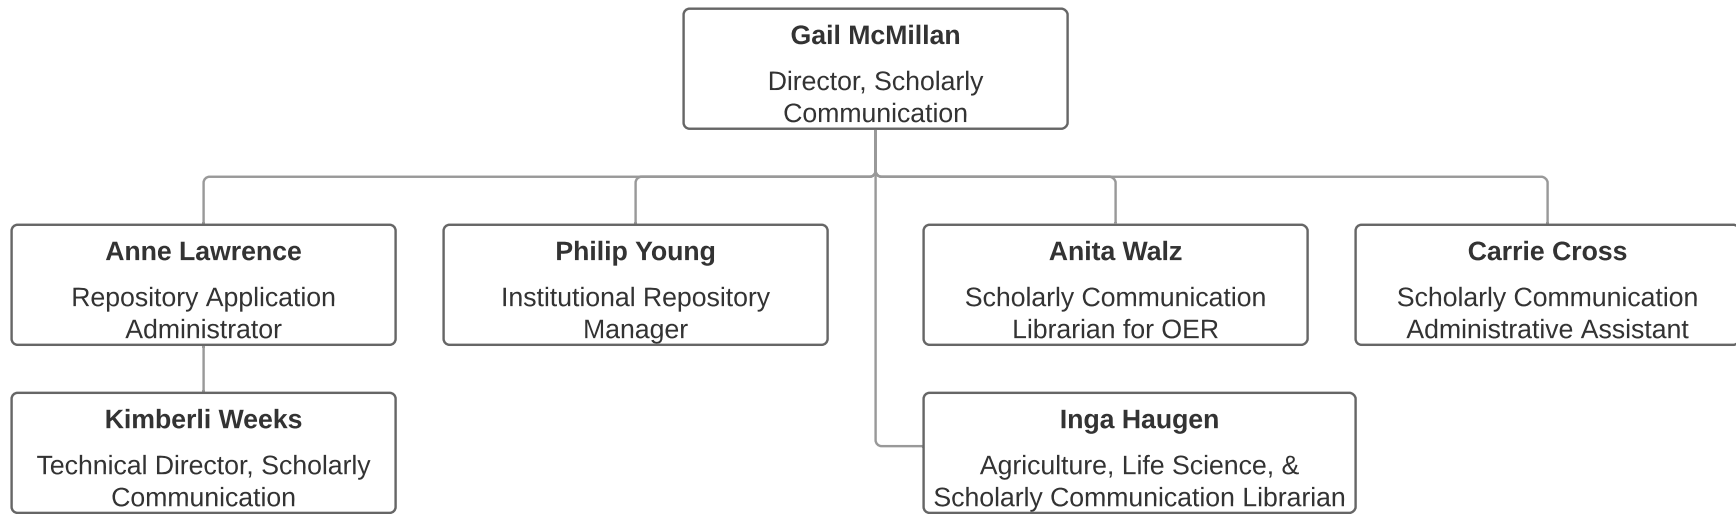 Gail McMillan
Director, Scholarly
Communication
Anne Lawrence
Repository Application
Administrator
Philip Young
Institutional Repository
Manager
Anita Walz
Scholarly Communication
Librarian for OER
Carrie Cross
Scholarly Communication
Administrative Assistant
Kimberli Weeks
Technical Director, Scholarly
Communication
Inga Haugen
Agriculture, Life Science, &
Scholarly Communication Librarian